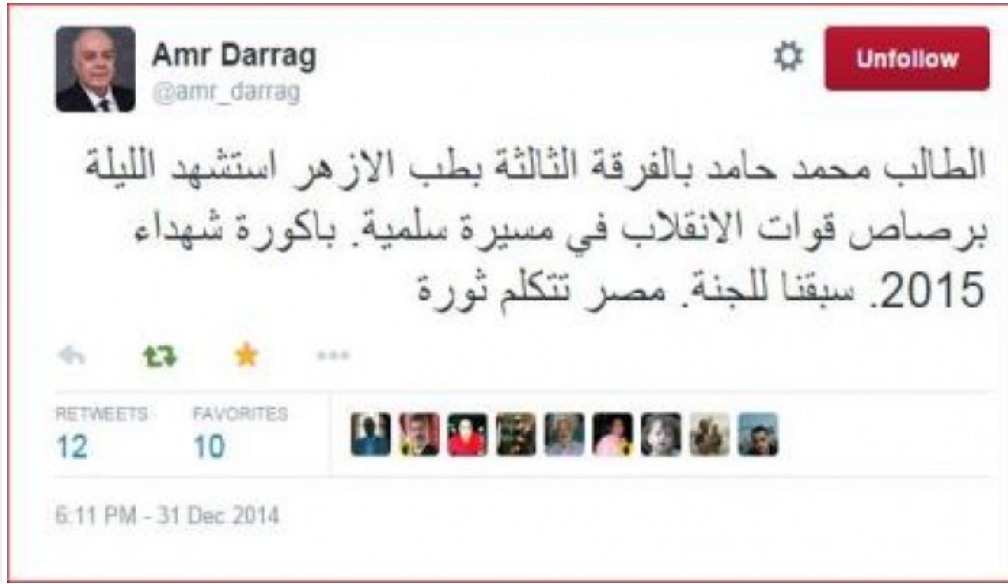 Amr Darrag
@amr_darrag
Unfollow
الطالب محمد حامد بالفرقة الثالثة بطب الازهر استشهد الليلة
برصاص قوات الانقلاب في مسيرة سلمية. باكورة شهداء
2015. سبقنا للجنة. مصر تتكلم ثورة
RETWEETS FAVORITES
12 10
6:11 PM - 31 Dec 2014